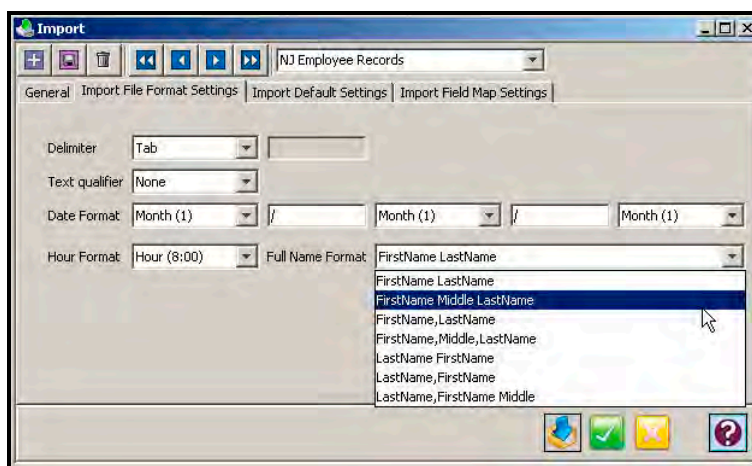 Import
NJ Employee Records
General Import File Format Settings Import Default Settings Import Field Map Settings
Delimiter Tab
Text qualifier None
Date Format Month (1) / Month (1) / Month (1)
Hour Format Hour (8:00) Full Name Format FirstName LastName
FirstName LastName
FirstName Middle LastName
FirstName,LastName
FirstName,Middle,LastName
LastName FirstName
LastName,FirstName
LastName,FirstName Middle
?